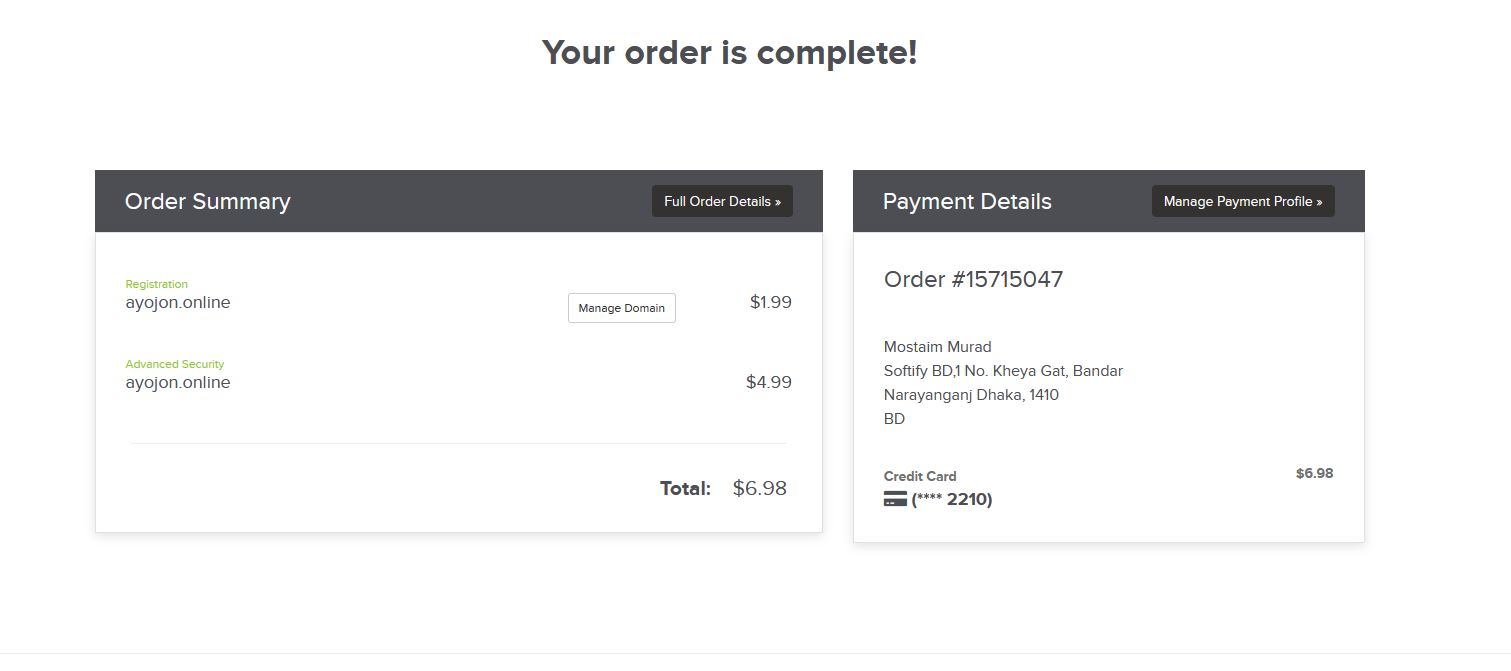 Your order is complete!
Order Summary
Full Order Details »
Registration
ayojon.online
Manage Domain
$1.99
Advanced Security
ayojon.online
$4.99
Total: $6.98
Payment Details
Manage Payment Profile »
Order #15715047
Mostaim Murad
Softify BD,1 No. Kheya Gat, Bandar
Narayanganj Dhaka, 1410
BD
Credit Card
$6.98
(**** 2210)